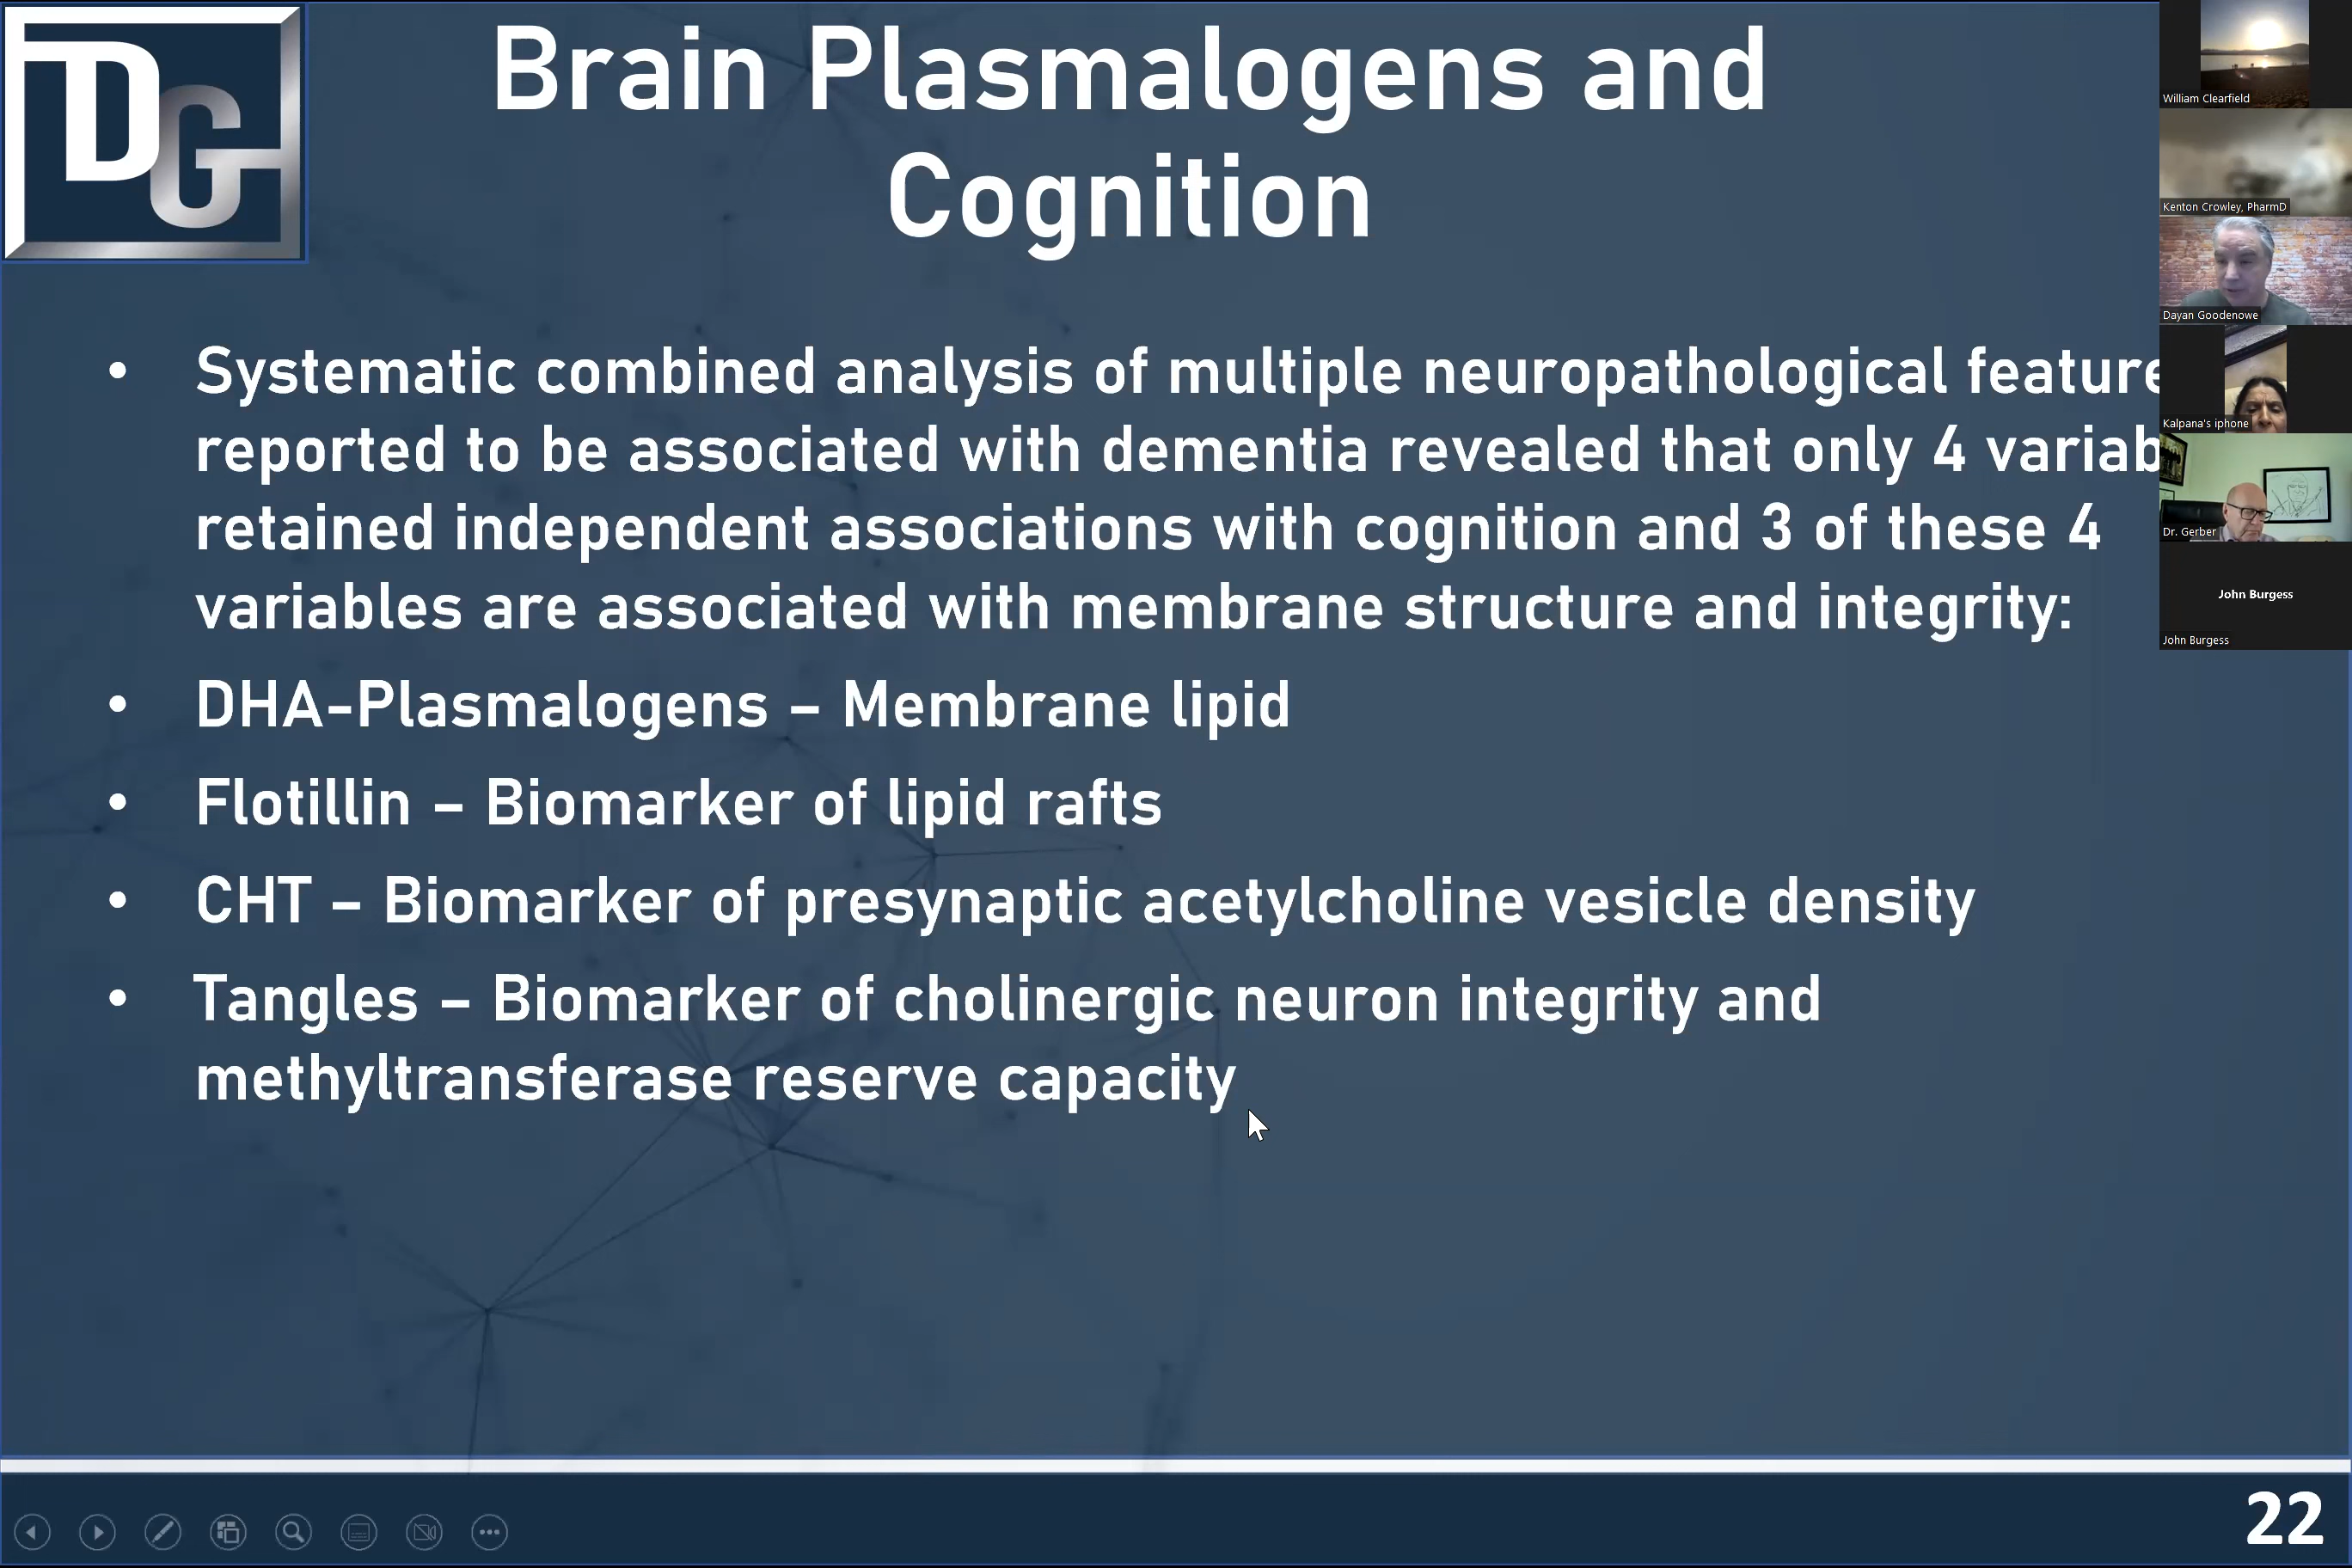 DG
Brain Plasmalogens and
Cognition
• Systematic combined analysis of multiple neuropathological feature
reported to be associated with dementia revealed that only 4 variab
retained independent associations with cognition and 3 of these 4
variables are associated with membrane structure and integrity:
• DHA-Plasmalogens – Membrane lipid
• Flotillin – Biomarker of lipid rafts
• CHT – Biomarker of presynaptic acetylcholine vesicle density
• Tangles – Biomarker of cholinergic neuron integrity and
methyltransferase reserve capacity
22
William Clearfield
Kenton Crowley, PharmD
Dayan Goodenowe
Kalpana's iphone
Dr. Gerber
John Burgess
John Burgess